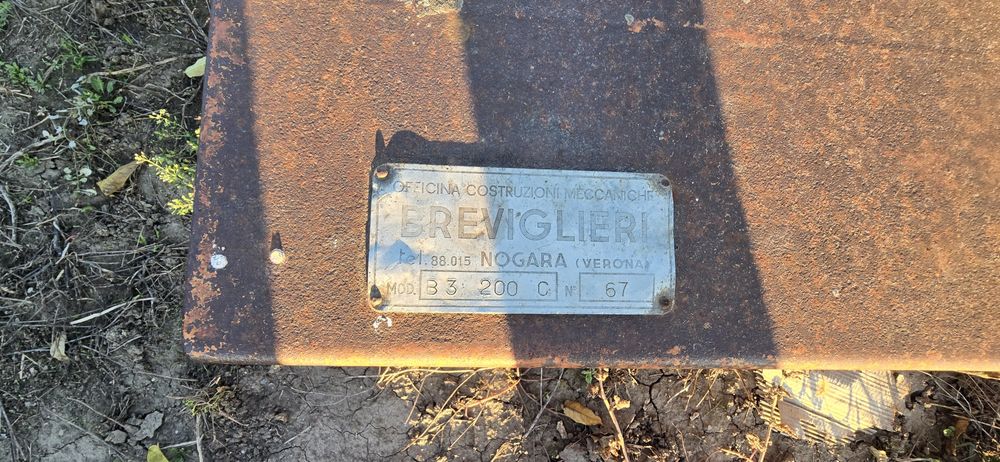 OFFICINA COSTRUZIONI MECCANICHE
BREVIGLIERI
tel. 88.015 NOGARA (VERONA)
MOD. B3 200 C N° 67